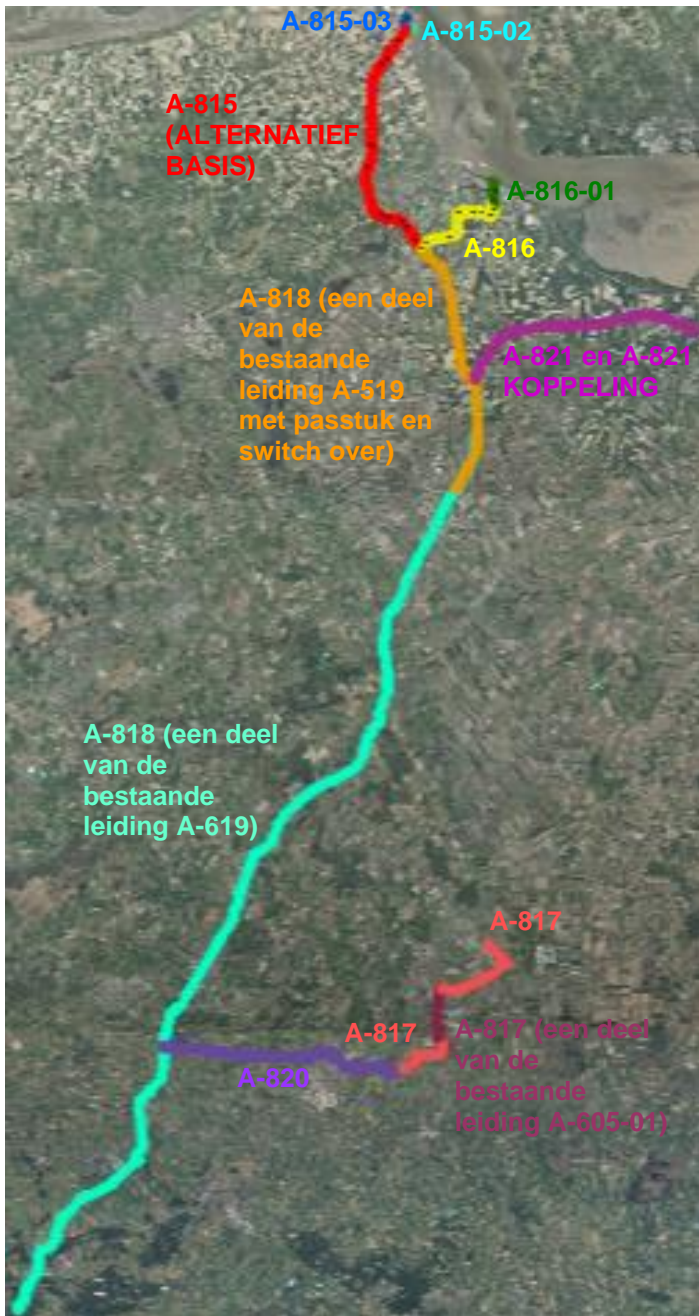 A-815-03
A-815-02
A-815
(ALTERNATIEF
BASIS)
A-816-01
A-816
A-818 (een deel
van de
bestaande
leiding A-519
met passtuk en
switch over)
A-821 en A-821
KOPPELING
A-818 (een deel
van de
bestaande
leiding A-619)
A-817
A-817
A-817 (een deel
van de
bestaande
leiding A-605-01)
A-820